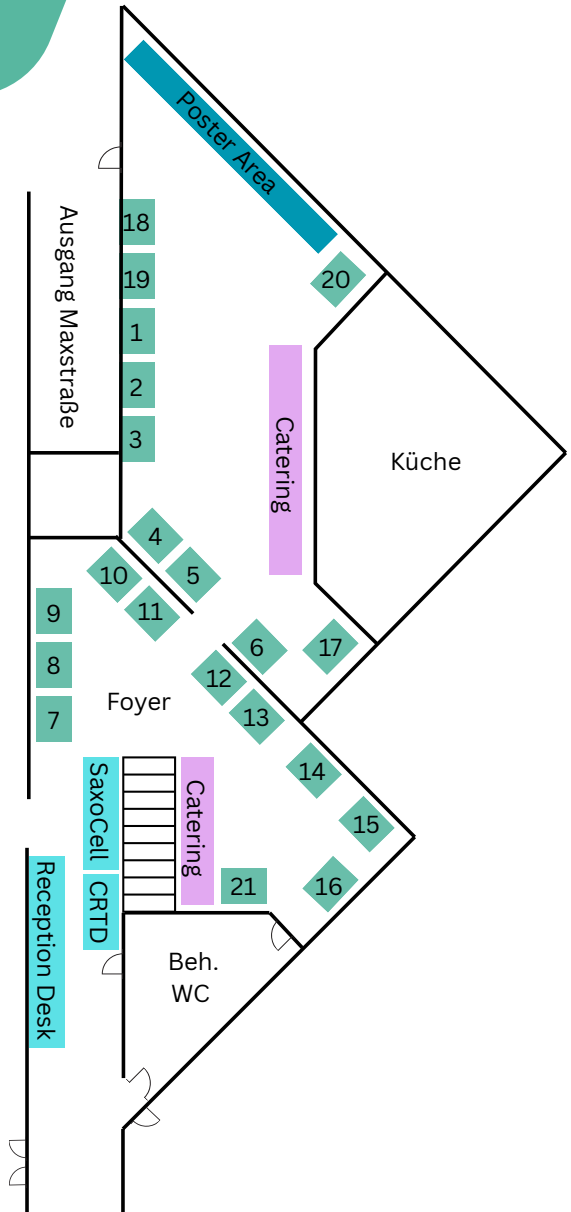 Poster Area
Ausgang Maxstraße
18
19
20
1
2
3
Catering
Küche
4
10
5
11
9
8
7
6
17
12
13
Foyer
14
15
16
SaxoCell
Catering
21
CRTD
Reception Desk
Beh.
WC